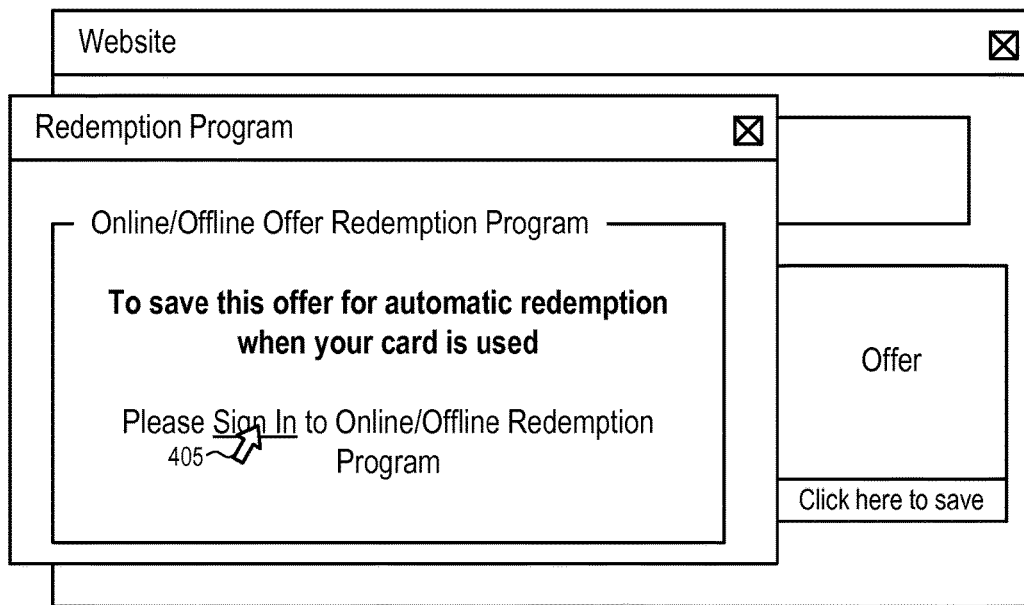 Website
Redemption Program
Online/Offline Offer Redemption Program
To save this offer for automatic redemption
when your card is used
Please Sign In to Online/Offline Redemption
405
Program
Offer
Click here to save